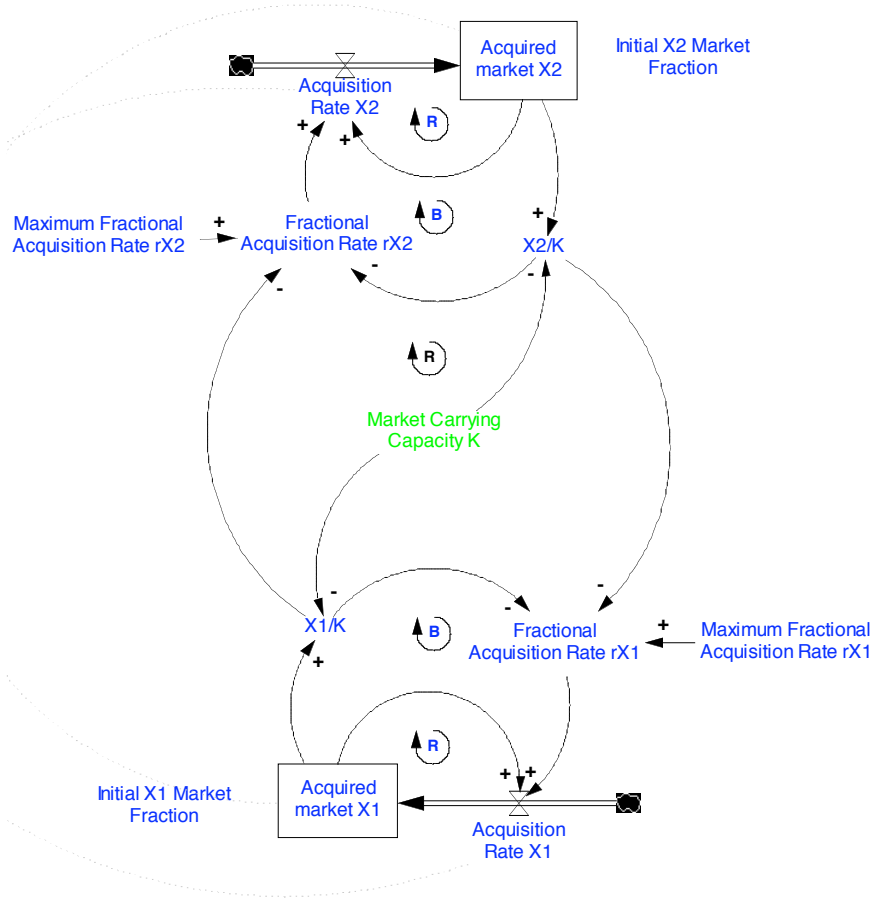 Acquired
market X2
Initial X2 Market
Fraction
Acquisition
Rate X2
R
+
+
B
+
Maximum Fractional
Acquisition Rate rX2
+
Fractional
Acquisition Rate rX2
X2/K
-
-
-
R
Market Carrying
Capacity K
-
-
-
X1/K
B
Fractional
Acquisition Rate rX1
+
Maximum Fractional
Acquisition Rate rX1
+
R
+
+
Initial X1 Market
Fraction
Acquired
market X1
Acquisition
Rate X1